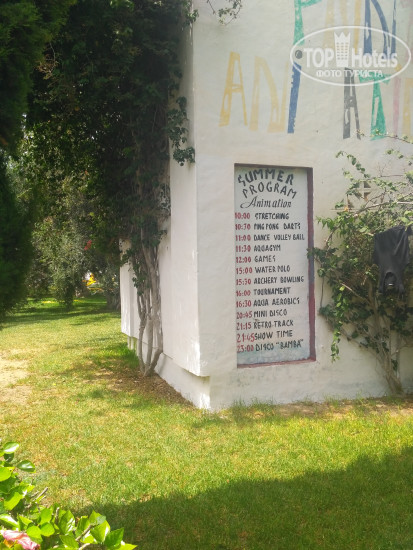 TOPHotels
ФОТО ТУРИСТА
ANI
SUMMER
PROGRAM
Animation
10:00 STRETCHING
10:30 PING PONG DARTS
11:00 DANCE VOLLEY BALL
11:30 AQUAGYM
12:00 GAMES
15:00 WATER POLO
15:30 ARCHERY BOWLING
16:00 TOURNAMENT
16:30 AQUA AEROBICS
20:45 MINI DISCO
21:15 RETRO TRACK
21:45 SHOW TIME
23:00 DISCO "BAMBA"